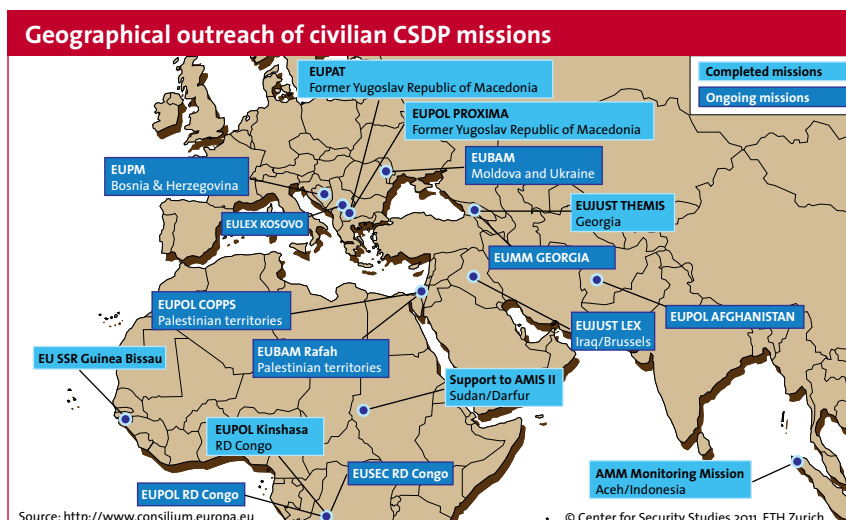 Geographical outreach of civilian CSDP missions
EUPAT
Former Yugoslav Republic of Macedonia
Completed missions
Ongoing missions
EUPOL PROXIMA
Former Yugoslav Republic of Macedonia
EUBAM
Moldova and Ukraine
EUPM
Bosnia & Herzegovina
EULEX KOSOVO
EUJUST THEMIS
Georgia
EUMM GEORGIA
EUPOL COPPS
Palestinian territories
EUPOL AFGHANISTAN
EUJUST LEX
Iraq/Brussels
EUBAM Rafah
Palestinian territories
EU SSR Guinea Bissau
Support to AMIS II
Sudan/Darfur
EUPOL Kinshasa
RD Congo
EUSEC RD Congo
AMM Monitoring Mission
Aceh/Indonesia
EUPOL RD Congo
Source: http://www.consilium.europa.eu
© Center for Security Studies 2011, ETH Zurich